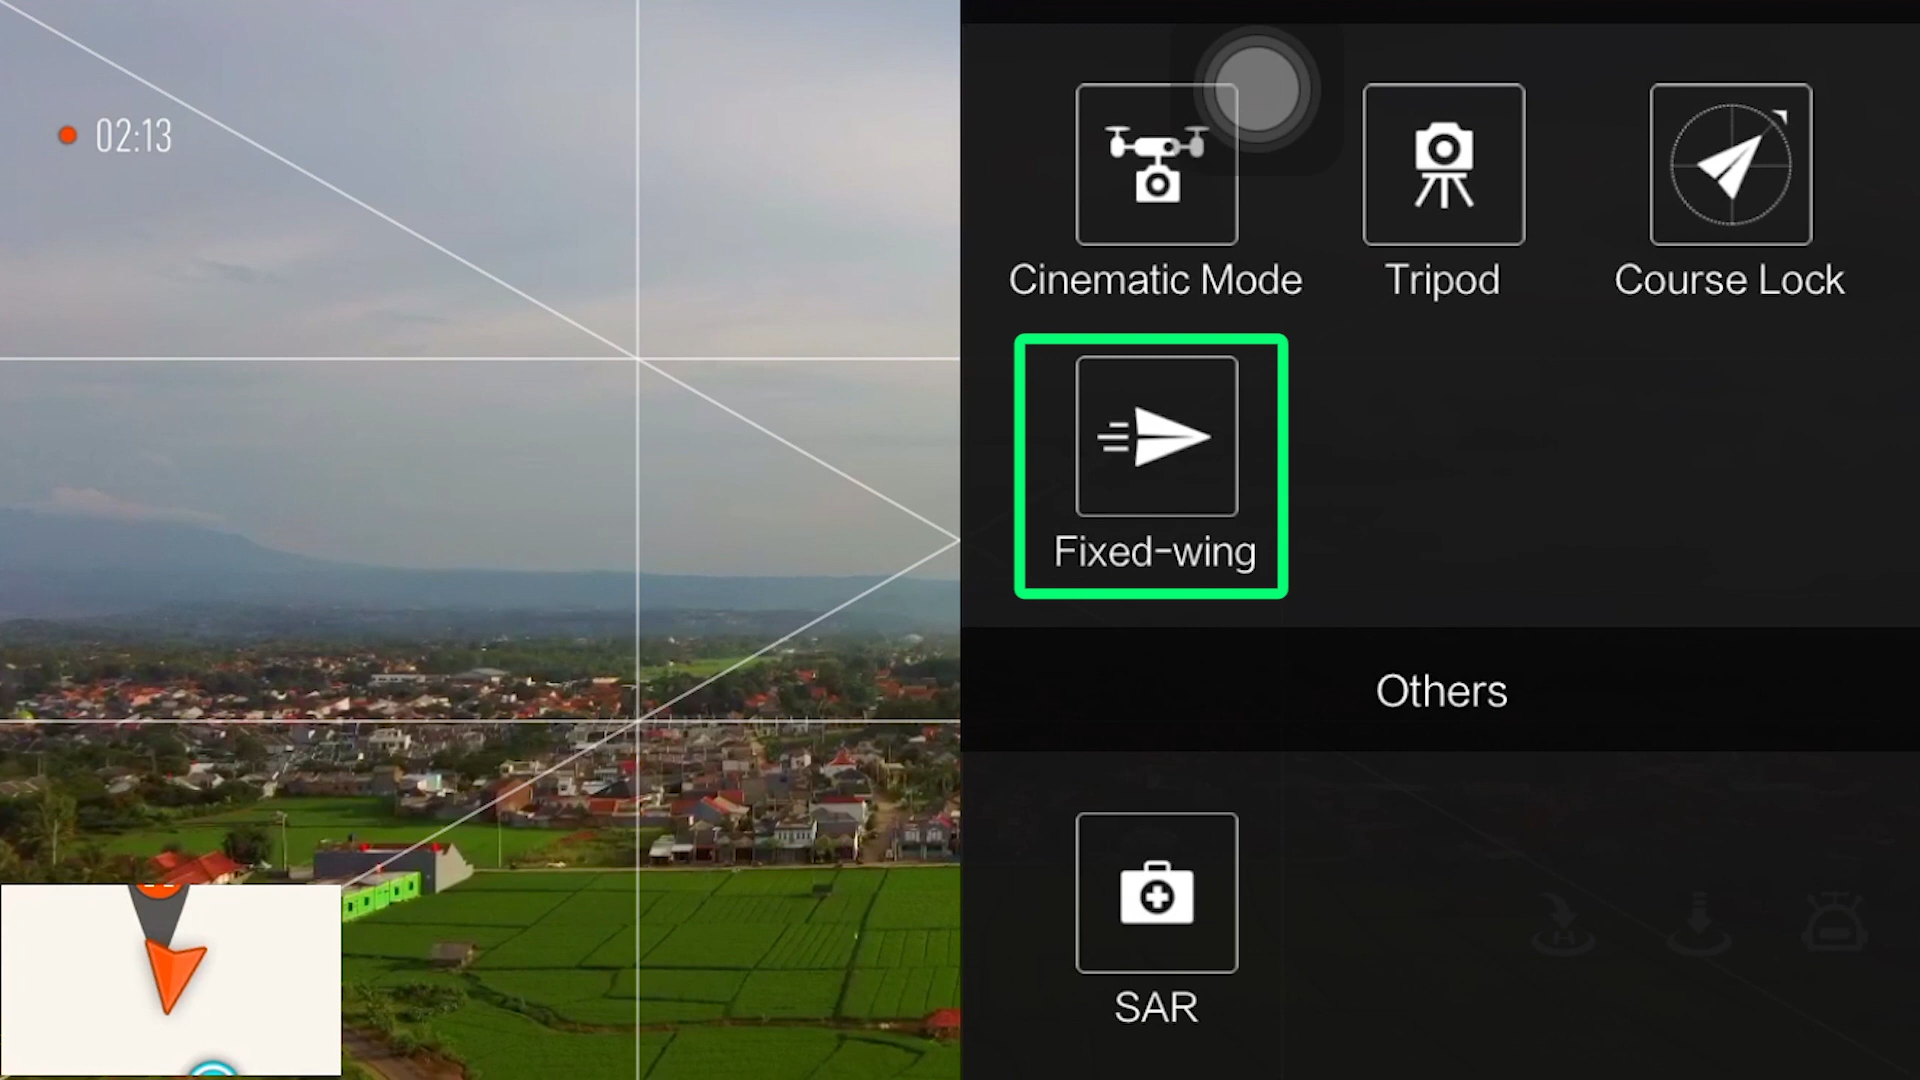 02:13
Cinematic Mode
Tripod
Course Lock
Fixed-wing
Others
SAR